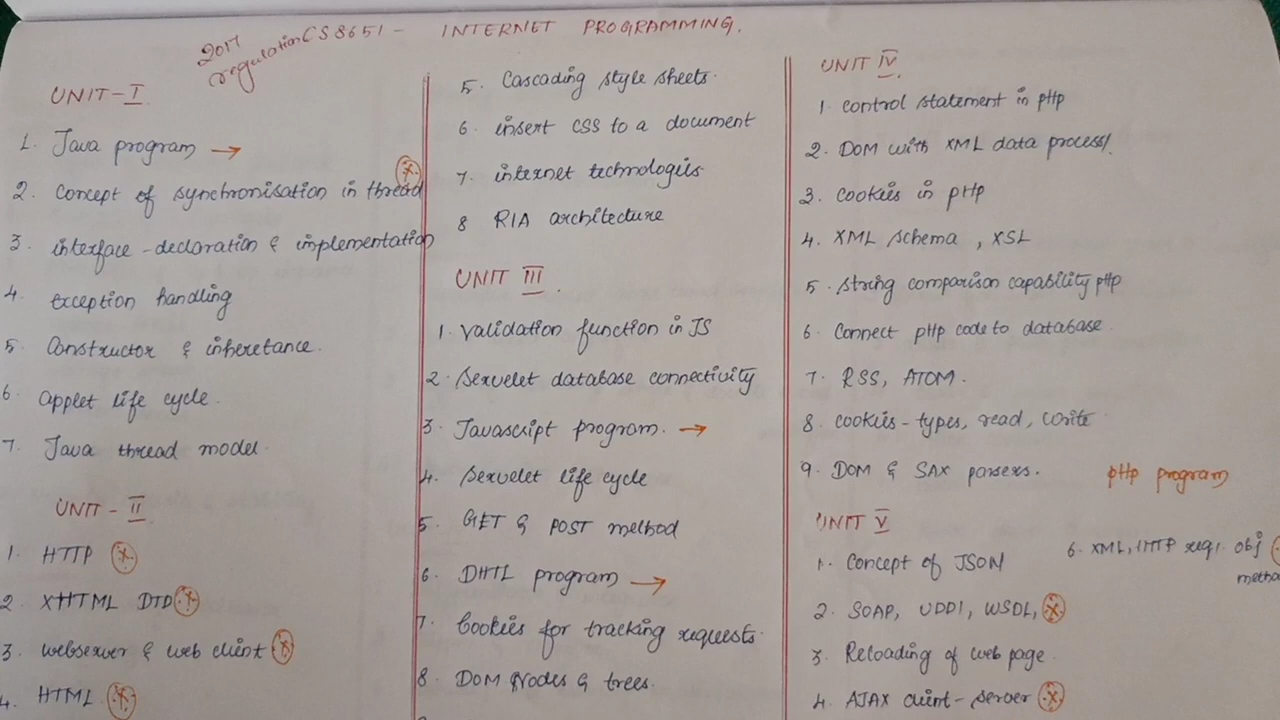 2017 regulation CS8651 - INTERNET PROGRAMMING.
UNIT-I
1. Java program →
2. concept of synchronisation in thread
3. interface-declaration & implementation
4. exception handling
5. Constructor & inheretance.
6. applet life cycle.
7. Java thread model.
UNIT-II
1. HTTP
2. XHTML DTD
3. webserver & web client
4. HTML
5. Cascading style sheets.
6. insert CSS to a document
7. internet technologies
8 RIA architecture
UNIT III.
1. Validation function in JS
2. Servelet database connectivity
3. Javascript program. →
4. Servelet life cycle
5. GET & POST method
6. DHTL program →
7. Cookies for tracking requests.
8. DOM nodes & trees.
UNIT IV
1. control statement in pHp
2. DOM with XML data process/.
3. cookies in pHp
4. XML schema, XSL
5. String comparison capability pHp
6. Connect pHp code to database.
7. RSS, ATOM.
8. cookies - types, read, write
9. DOM & SAX parsers.
pHp program
UNIT V
1. Concept of JSON
2. SOAP, UDDI, WSDL,
3. Reloading of web page
4. AJAX client-server
6. XML, HTTP requ. obj